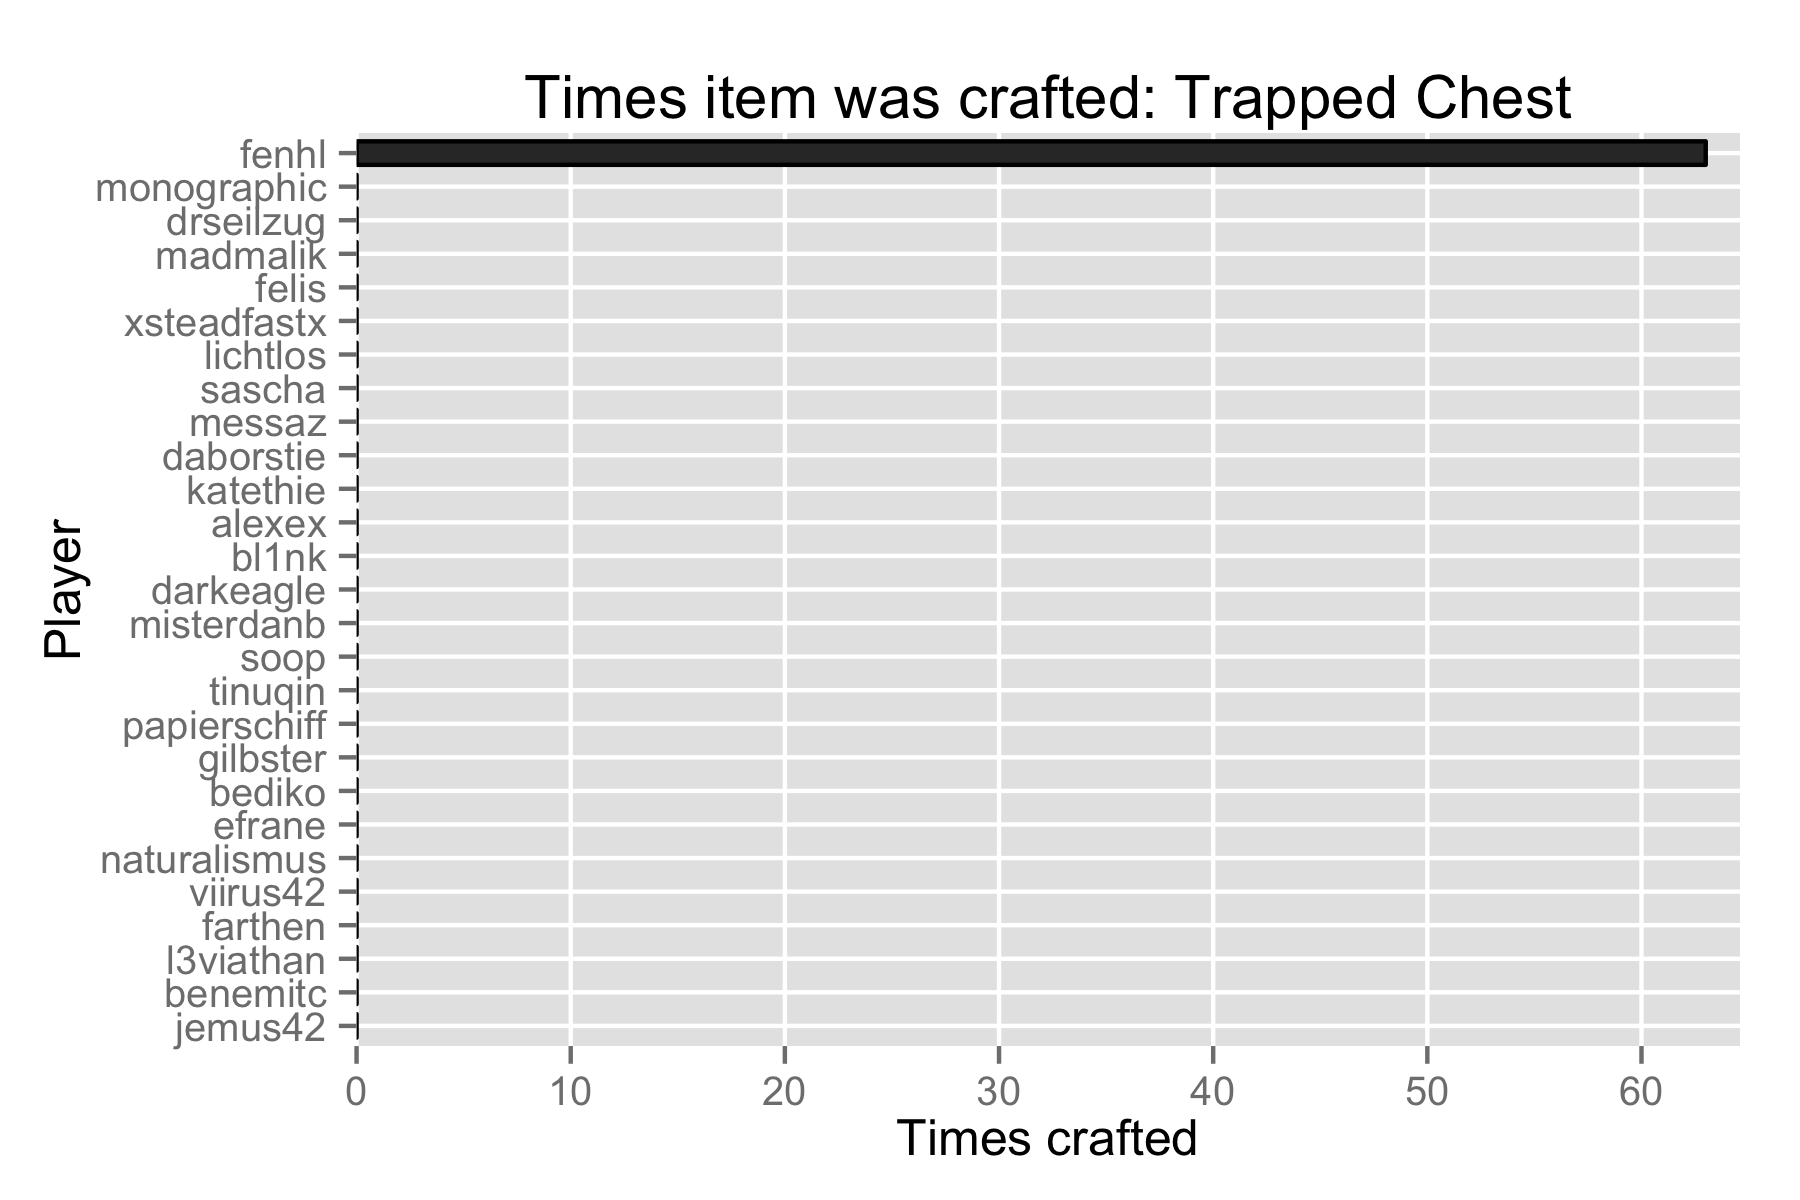 Times item was crafted: Trapped Chest
fenhl
monographic
drseilzug
madmalik
felis
xsteadfastx
lichtlos
sascha
messaz
daborstie
katethie
alexex
bl1nk
darkeagle
misterdanb
soop
tinuqin
papierschiff
gilbster
bediko
efrane
naturalismus
viirus42
farthen
l3viathan
benemitc
jemus42
Player
0 10 20 30 40 50 60
Times crafted